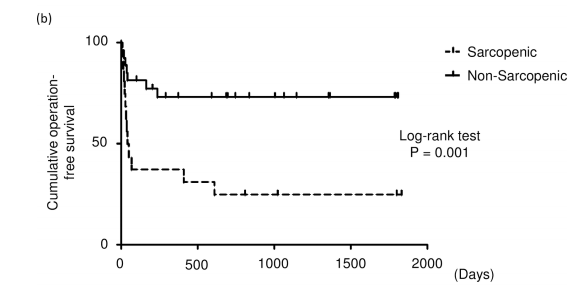 (b)
100
50
0
Cumulative operation-
free survival
Sarcopenic
Non-Sarcopenic
Log-rank test
P = 0.001
0
500
1000
1500
2000
(Days)